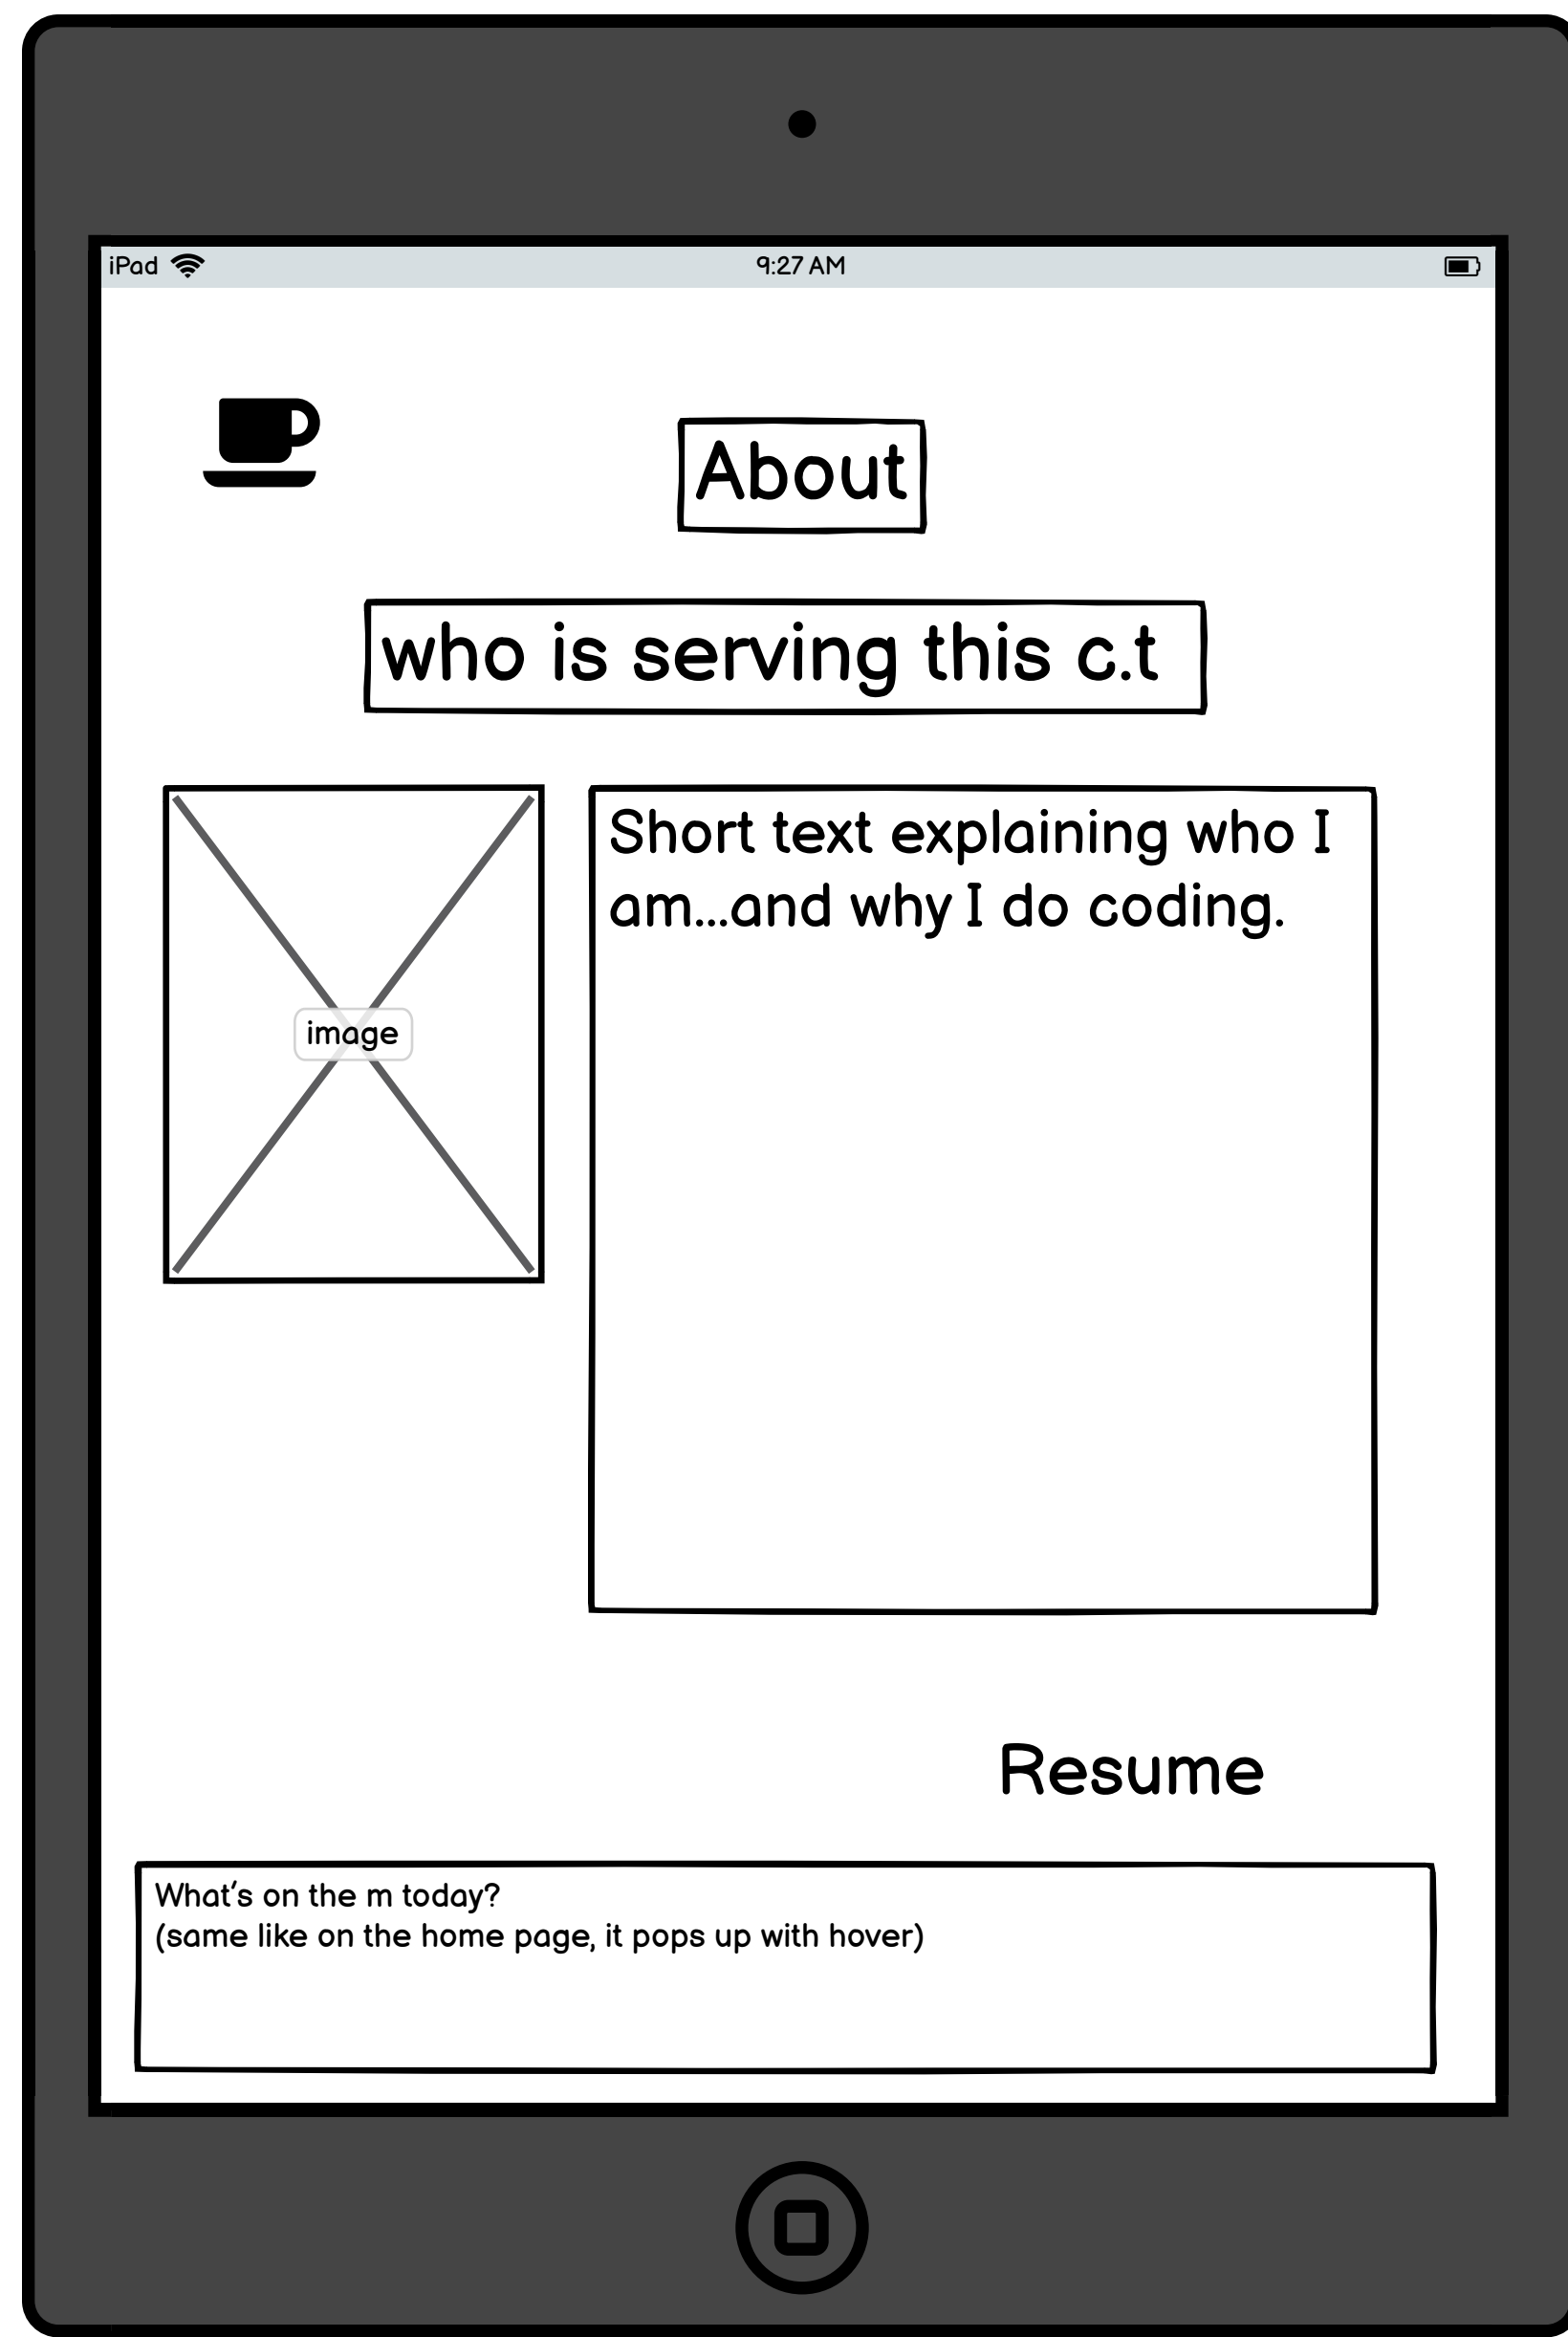 iPad 9:27 AM
About
who is serving this c.t
Short text explaining who I
am...and why I do coding.
image
Resume
What's on the m today?
(same like on the home page, it pops up with hover)